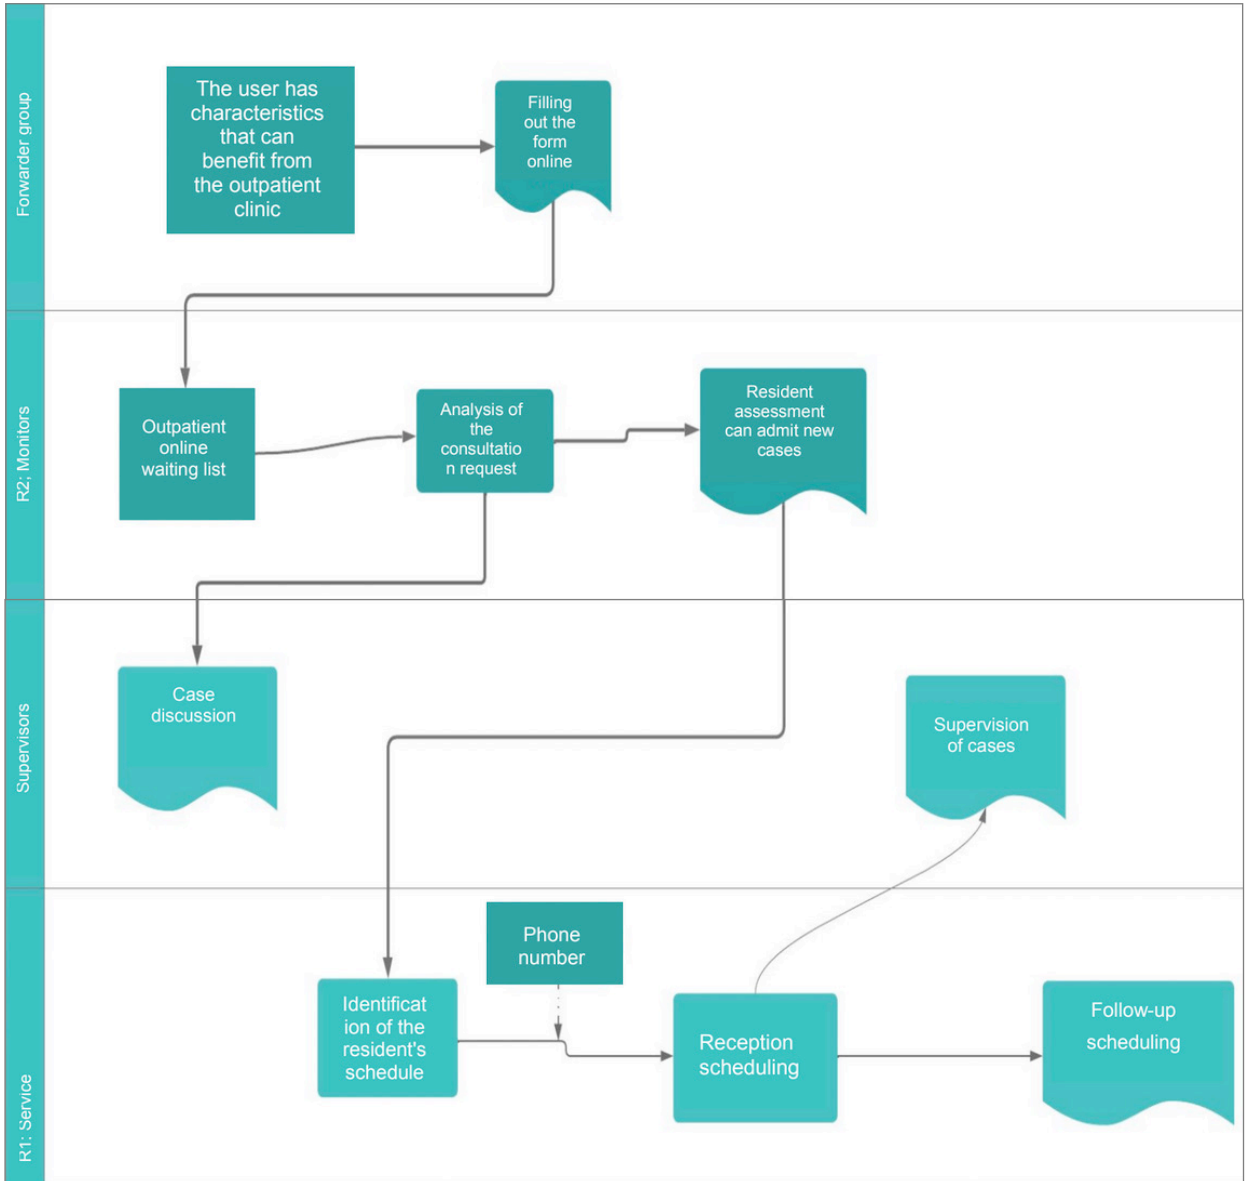 Forwarder group
The user has
characteristics
that can
benefit from
the outpatient
clinic
Filling
out the
form
online
R2; Monitors
Outpatient
online
waiting list
Analysis of
the
consultatio
n request
Resident
assessment
can admit new
cases
Supervisors
Case
discussion
Supervision
of cases
R1: Service
Phone
number
Identificat
ion of the
resident's
schedule
Reception
scheduling
Follow-up
scheduling